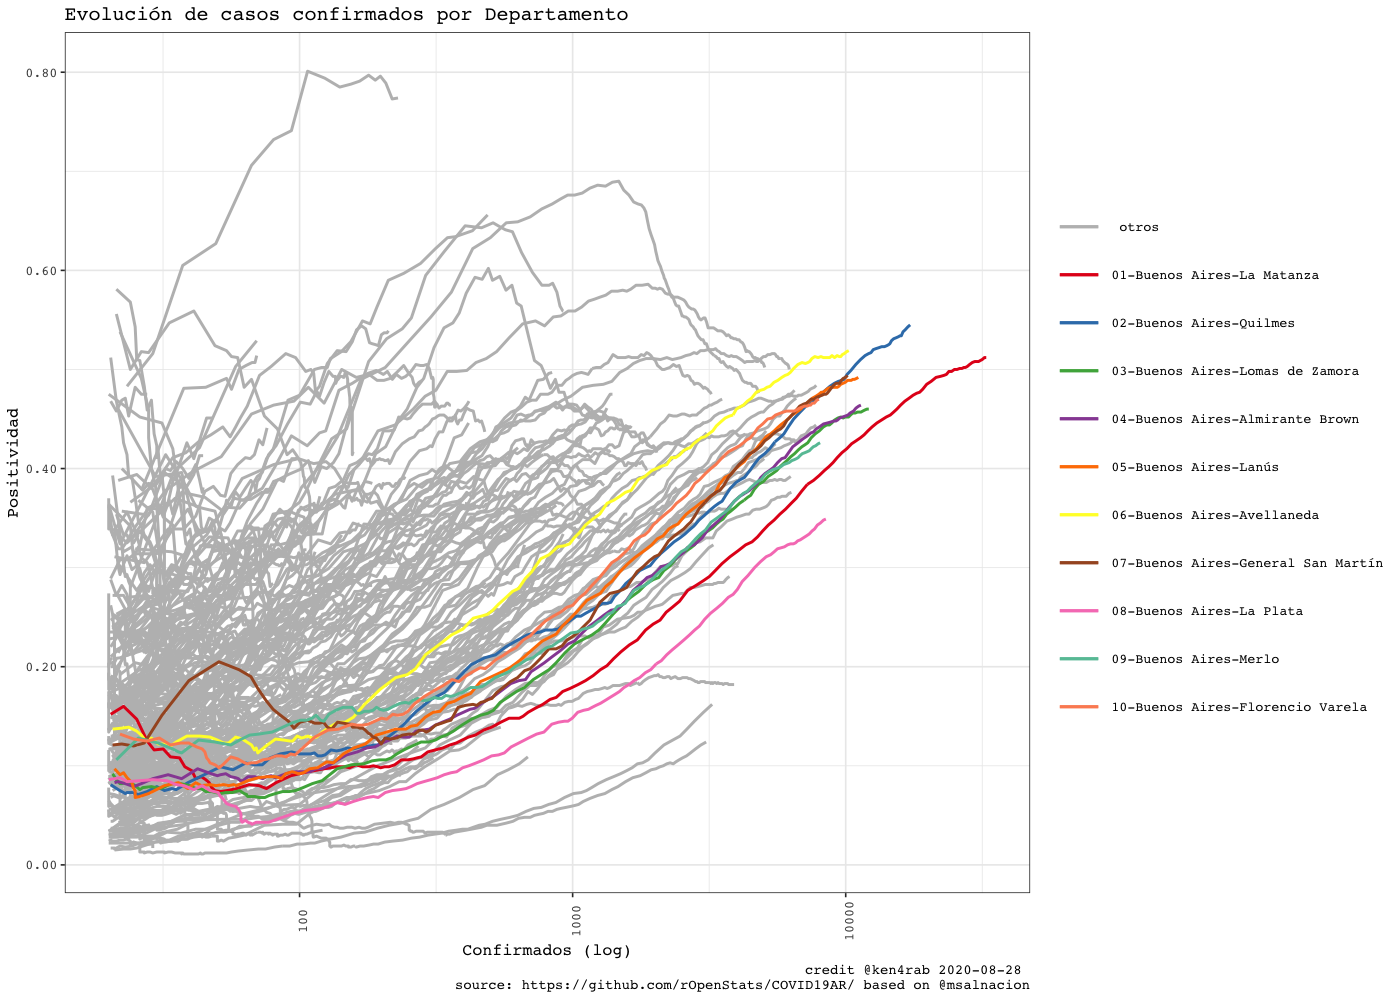 Evolución de casos confirmados por Departamento
Positividad
0.80
0.60
0.40
0.20
0.00
100
1000
10000
Confirmados (log)
otros
01-Buenos Aires-La Matanza
02-Buenos Aires-Quilmes
03-Buenos Aires-Lomas de Zamora
04-Buenos Aires-Almirante Brown
05-Buenos Aires-Lanús
06-Buenos Aires-Avellaneda
07-Buenos Aires-General San Martín
08-Buenos Aires-La Plata
09-Buenos Aires-Merlo
10-Buenos Aires-Florencio Varela
credit @ken4rab 2020-08-28
source: https://github.com/rOpenStats/COVID19AR/ based on @msalnacion